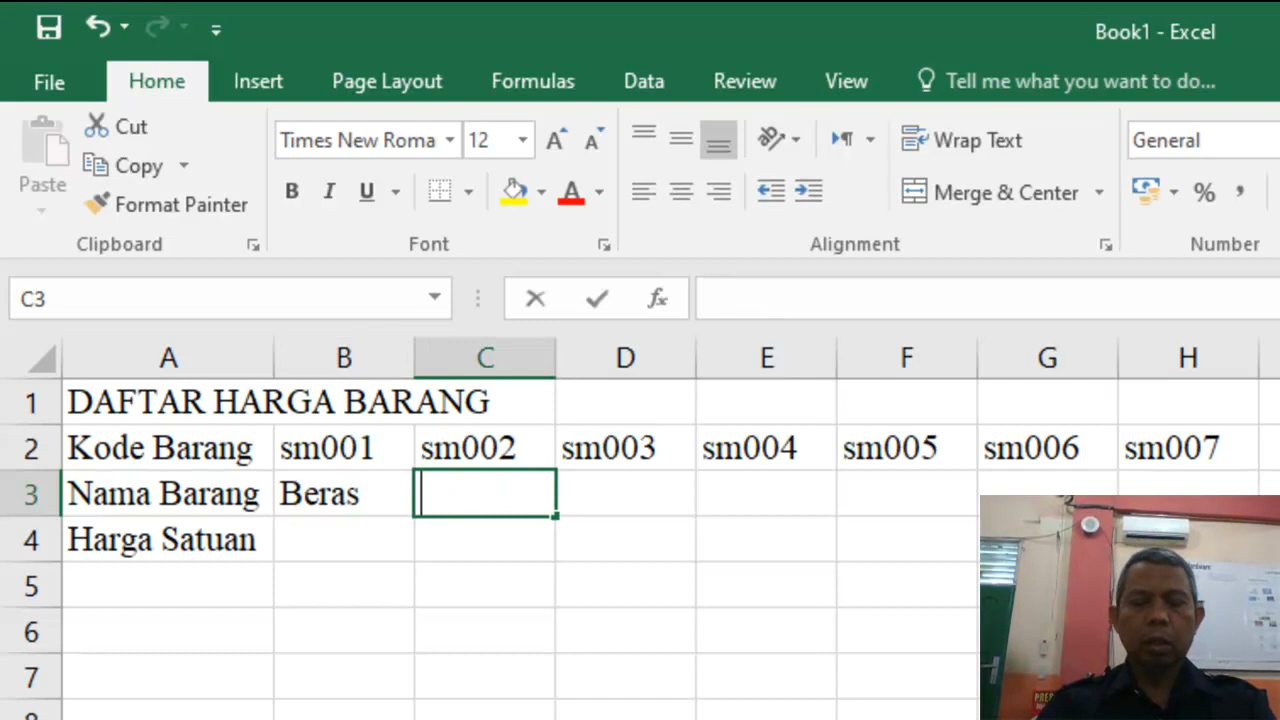 Book1 - Excel
File Home Insert Page Layout Formulas Data Review View Tell me what you want to do...
Paste
Cut
Copy
Format Painter
Clipboard
Times New Roma 12
B I U A
Font
Wrap Text
Merge & Center
Alignment
General
% ,
Number
C3 fx
A B C D E F G H
1 DAFTAR HARGA BARANG
2 Kode Barang sm001 sm002 sm003 sm004 sm005 sm006 sm007
3 Nama Barang Beras
4 Harga Satuan
5
6
7
8